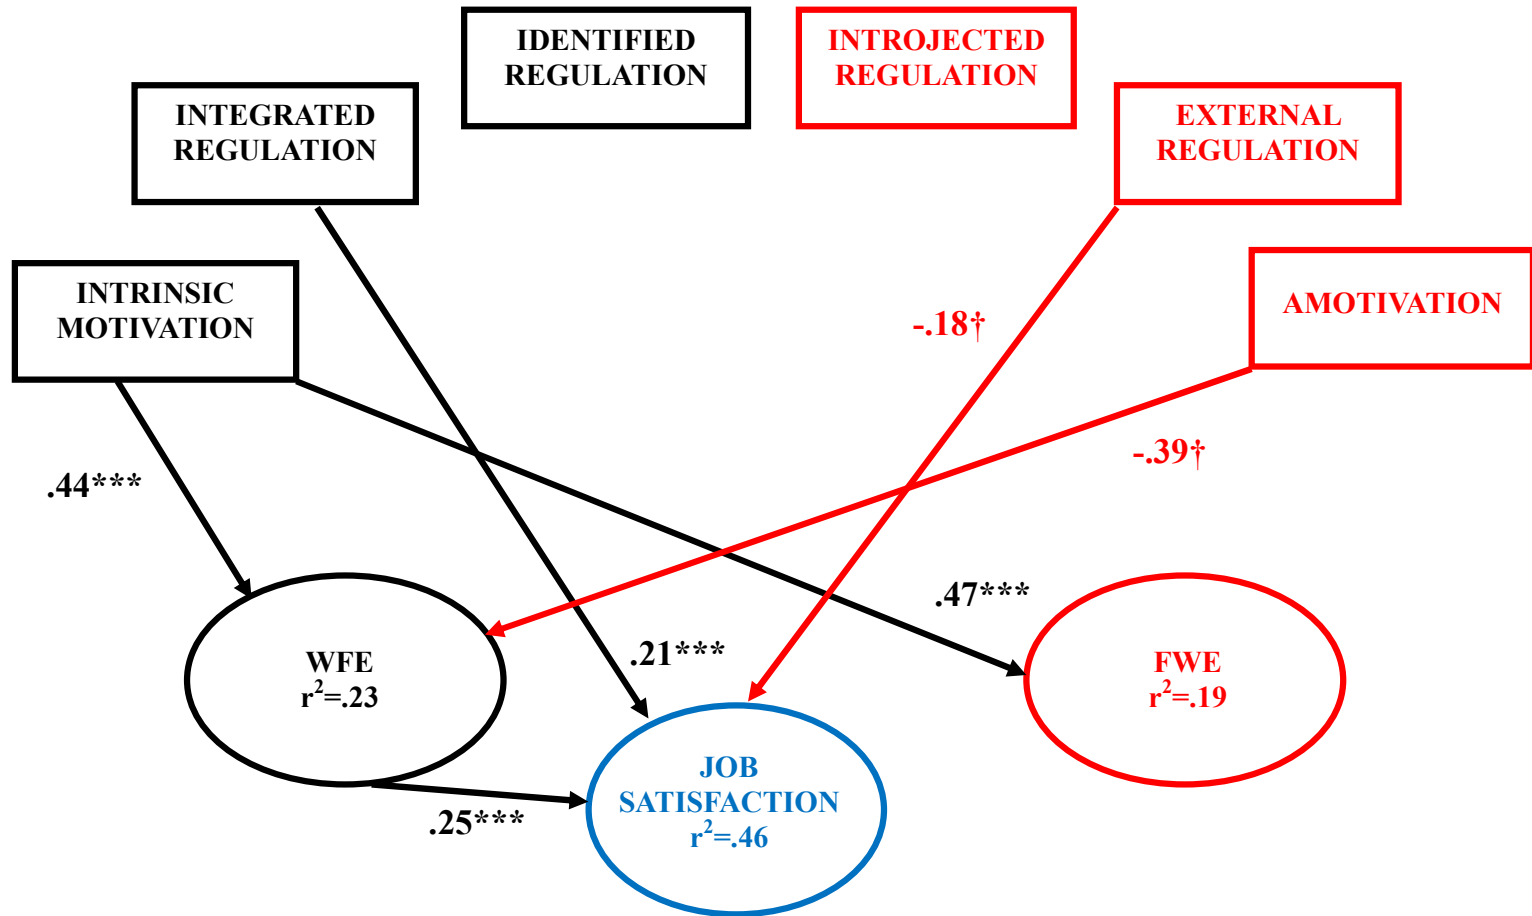 IDENTIFIED
REGULATION
INTROJECTED
REGULATION
INTEGRATED
REGULATION
EXTERNAL
REGULATION
INTRINSIC
MOTIVATION
AMOTIVATION
-.18†
-.39†
.44***
.47***
.21***
WFE
r²=.23
FWE
r²=.19
JOB
SATISFACTION
r²=.46
.25***